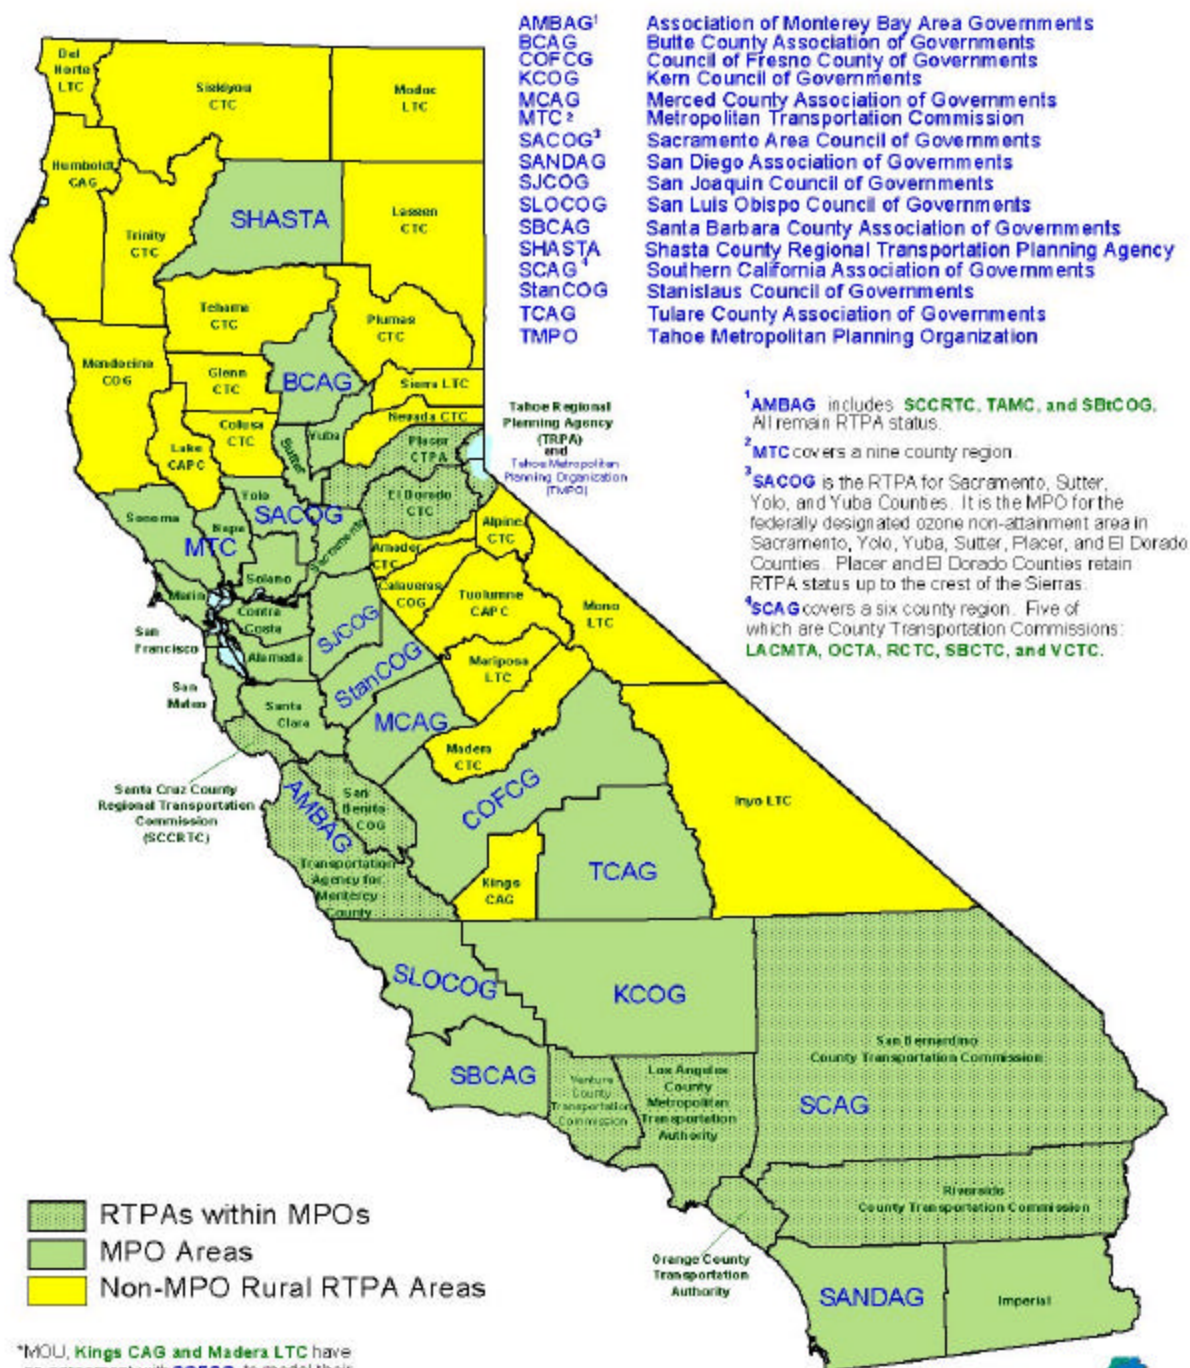 AMBAG¹ Association of Monterey Bay Area Governments
BCAG Butte County Association of Governments
COFCG Council of Fresno County of Governments
KCOG Kern Council of Governments
MCAG Merced County Association of Governments
MTC ² Metropolitan Transportation Commission
SACOG³ Sacramento Area Council of Governments
SANDAG San Diego Association of Governments
SJCOG San Joaquin Council of Governments
SLOCOG San Luis Obispo Council of Governments
SBCAG Santa Barbara County Association of Governments
SHASTA Shasta County Regional Transportation Planning Agency
SCAG ⁴ Southern California Association of Governments
StanCOG Stanislaus Council of Governments
TCAG Tulare County Association of Governments
TMPO Tahoe Metropolitan Planning Organization
Del
Norte
LTC
Siskiyou
CTC
Modoc
LTC
Humboldt
CAG
Trinity
CTC
SHASTA
Lassen
CTC
Tehama
CTC
Plumas
CTC
Mendocino
COG
Glenn
CTC
BCAG
Sierra LTC
Nevada CTC
Lake
CAPC
Colusa
CTC
Sutter
Yuba
Placer
CTPA
Tahoe Regional
Planning Agency
(TRPA)
and
Tahoe Metropolitan
Planning Organization
(TMPO)
¹AMBAG includes SCCRTC, TAMC, and SBtCOG.
All remain RTPA status.
²MTC covers a nine county region.
³SACOG is the RTPA for Sacramento, Sutter,
Yolo, and Yuba Counties. It is the MPO for the
federally designated ozone non-attainment area in
Sacramento, Yolo, Yuba, Sutter, Placer, and El Dorado
Counties. Placer and El Dorado Counties retain
RTPA status up to the crest of the Sierras.
⁴SCAG covers a six county region. Five of
which are County Transportation Commissions:
LACMTA, OCTA, RCTC, SBCTC, and VCTC.
El Dorado
CTC
Yolo
SACOG
Sacramento
Sonoma
Napa
MTC
Solano
Marin
Contra
Costa
Alameda
San
Francisco
San
Mateo
Santa
Clara
Alpine
CTC
Amador
CTC
Calaveras
COG
Tuolumne
CAPC
Mono
LTC
SJCOG
StanCOG
Mariposa
LTC
MCAG
Madera
CTC
Santa Cruz County
Regional Transportation
Commission
(SCCRTC)
AMBAG
San
Benito
COG
COFCG
Inyo LTC
Transportation
Agency for
Monterey
County
Kings
CAG
TCAG
SLOCOG
KCOG
San Bernardino
County Transportation Commission
SBCAG
Ventura
County
Transportation
Commission
Los Angeles
County
Metropolitan
Transportation
Authority
SCAG
Riverside
County Transportation Commission
Orange County
Transportation
Authority
SANDAG
Imperial
RTPAs within MPOs
MPO Areas
Non-MPO Rural RTPA Areas
*MOU, Kings CAG and Madera LTC have